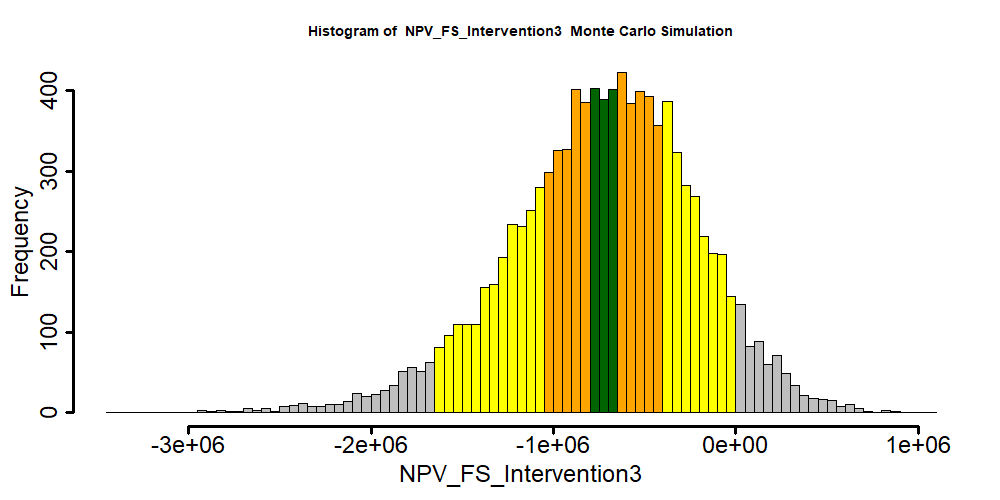 Histogram of  NPV_FS_Intervention3  Monte Carlo Simulation
Frequency
400
300
200
100
0
-3e+06 -2e+06 -1e+06 0e+00 1e+06
NPV_FS_Intervention3